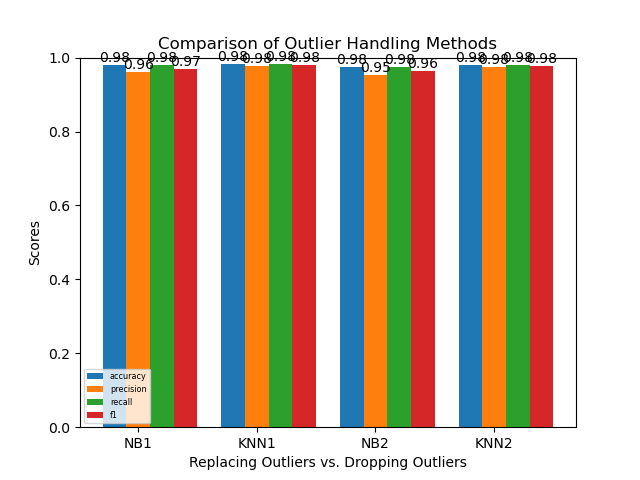 Comparison of Outlier Handling Methods
0.98 0.96 0.98 0.97 0.98 0.98 0.98 0.98 0.98 0.95 0.98 0.96 0.98 0.98 0.98 0.98
1.0
0.8
0.6
0.4
0.2
0.0
Scores
accuracy
precision
recall
f1
NB1 KNN1 NB2 KNN2
Replacing Outliers vs. Dropping Outliers